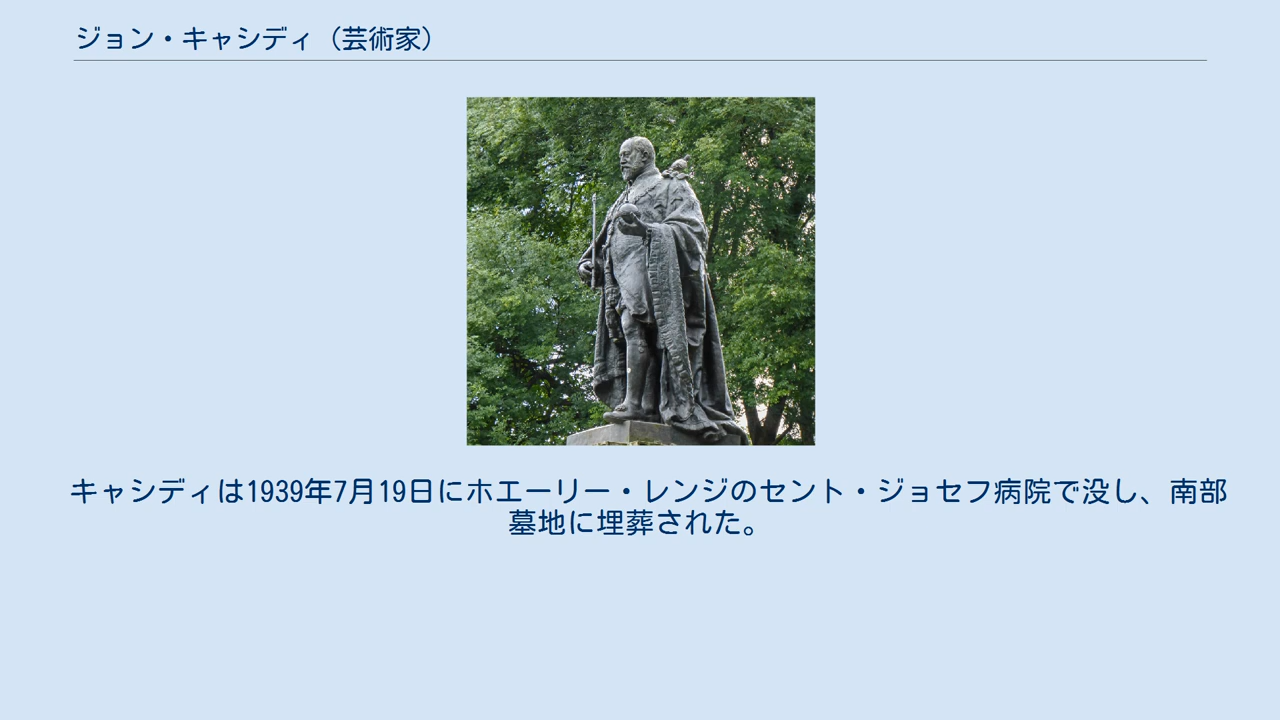 ジョン・キャシディ（芸術家）
キャシディは1939年7月19日にホエーリー・レンジのセント・ジョセフ病院で没し、南部
墓地に埋葬された。